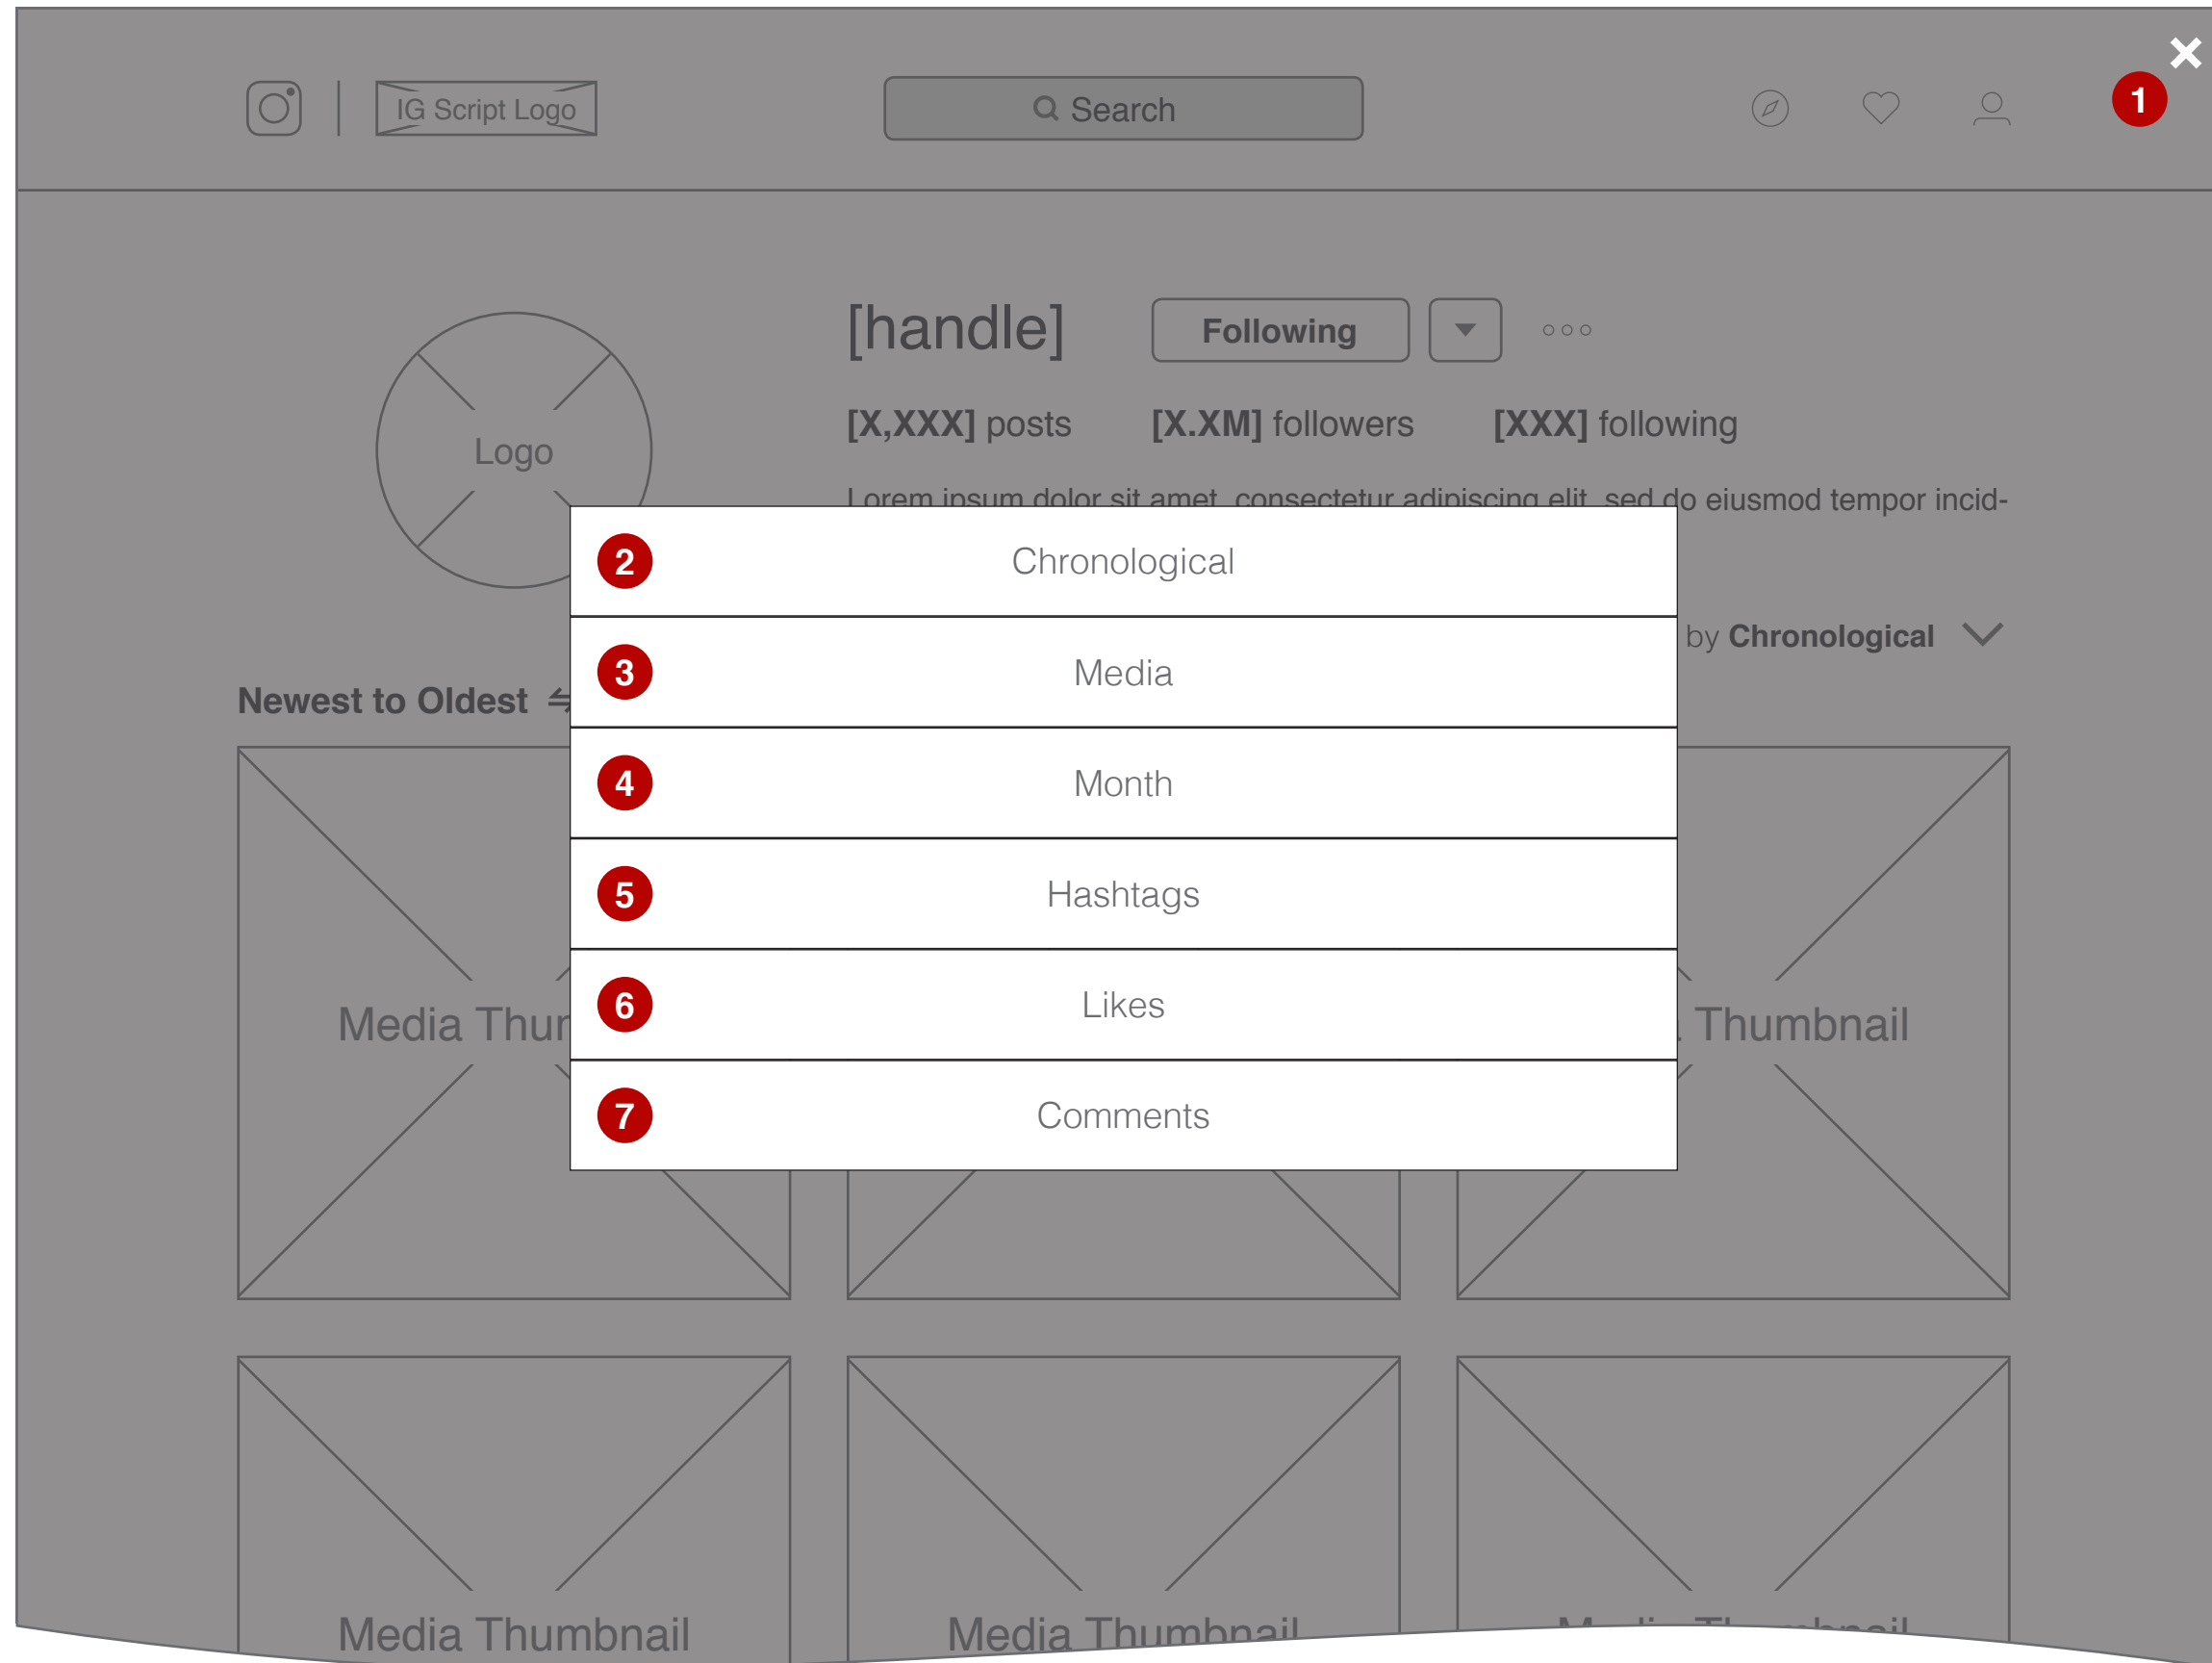 IG Script Logo
Search
1
[handle]
Following
[X,XXX] posts [X.XM] followers [XXX] following
Logo
Lorem ipsum dolor sit amet, consectetur adipiscing elit, sed do eiusmod tempor incid-
2 Chronological
by Chronological
3 Media
Newest to Oldest
4 Month
5 Hashtags
6 Likes
Media
Thumbnail
7 Comments
Media Thumbnail
Media Thumbnail
Media Thumbnail